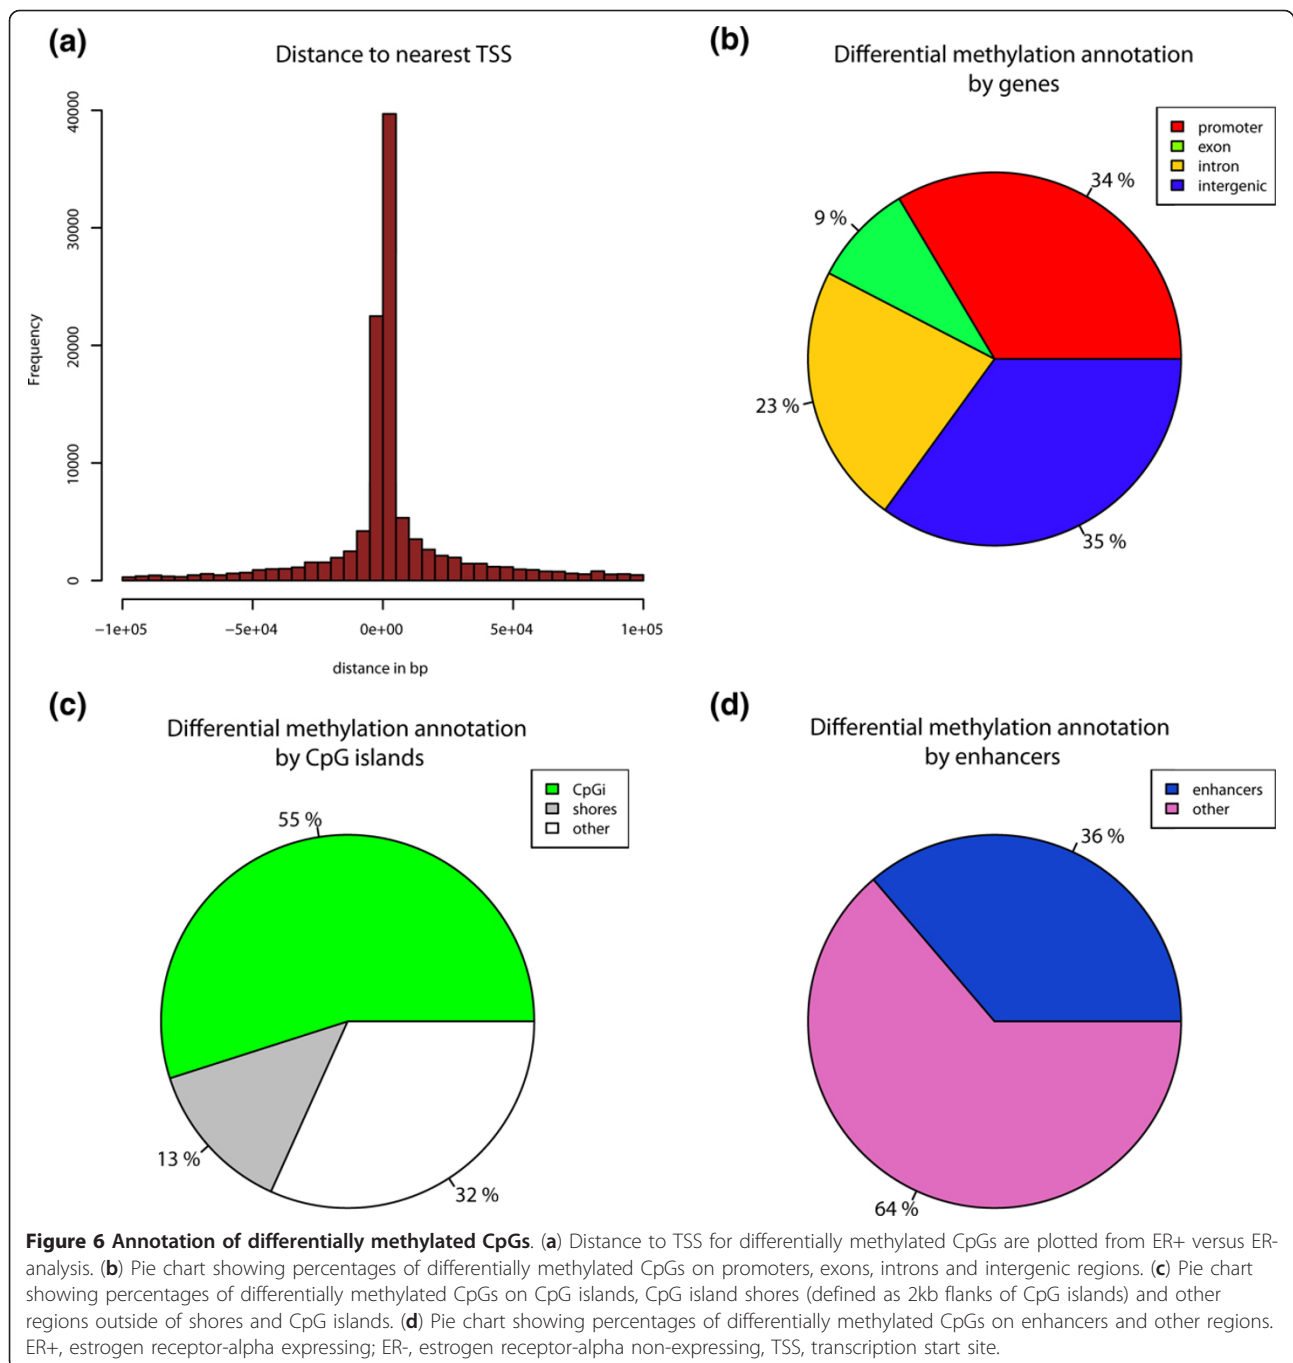 (a)
Distance to nearest TSS
40000
30000
20000
10000
0
Frequency
−1e+05 −5e+04 0e+00 5e+04 1e+05
distance in bp
(b)
Differential methylation annotation
by genes
promoter
exon
intron
intergenic
34 %
9 %
23 %
35 %
(c)
Differential methylation annotation
by CpG islands
CpGi
shores
other
55 %
13 %
32 %
(d)
Differential methylation annotation
by enhancers
enhancers
other
36 %
64 %
Figure 6 Annotation of differentially methylated CpGs. (a) Distance to TSS for differentially methylated CpGs are plotted from ER+ versus ER-
analysis. (b) Pie chart showing percentages of differentially methylated CpGs on promoters, exons, introns and intergenic regions. (c) Pie chart
showing percentages of differentially methylated CpGs on CpG islands, CpG island shores (defined as 2kb flanks of CpG islands) and other
regions outside of shores and CpG islands. (d) Pie chart showing percentages of differentially methylated CpGs on enhancers and other regions.
ER+, estrogen receptor-alpha expressing; ER-, estrogen receptor-alpha non-expressing, TSS, transcription start site.